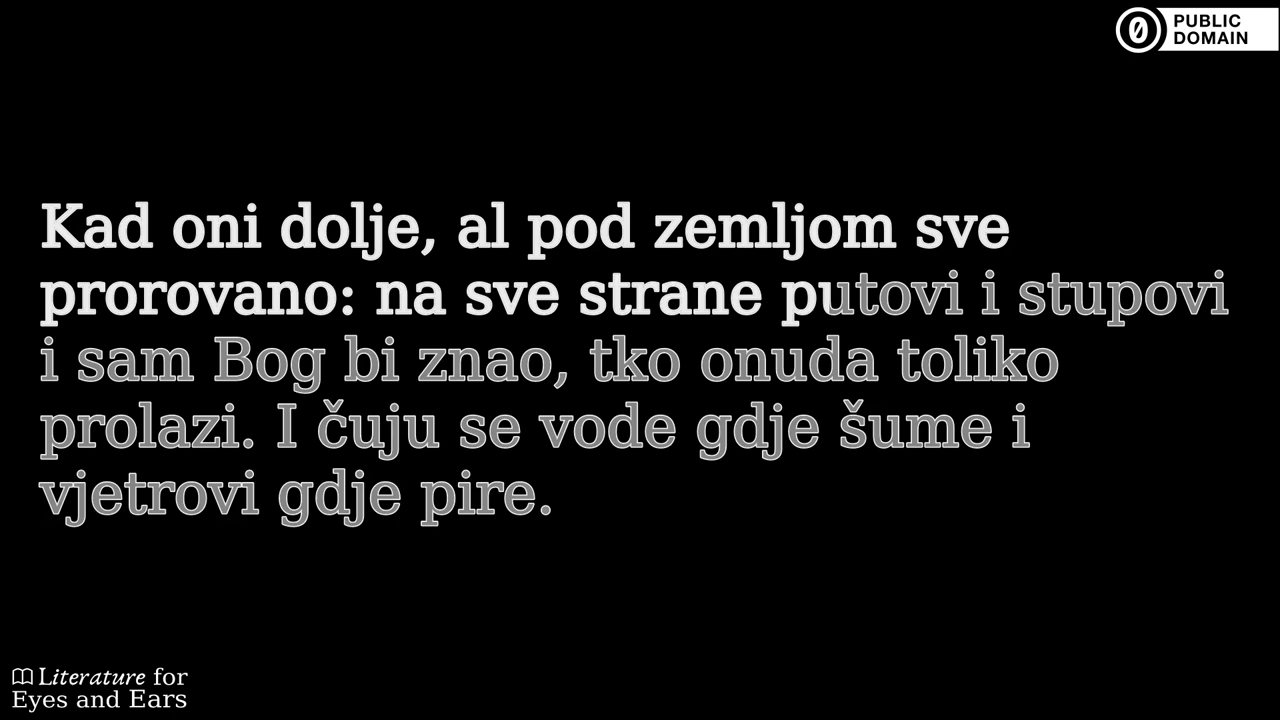 PUBLIC
DOMAIN
Kad oni dolje, al pod zemljom sve
prorovano: na sve strane putovi i stupovi
i sam Bog bi znao, tko onuda toliko
prolazi. I čuju se vode gdje šume i
vjetrovi gdje pire.
Literature for
Eyes and Ears